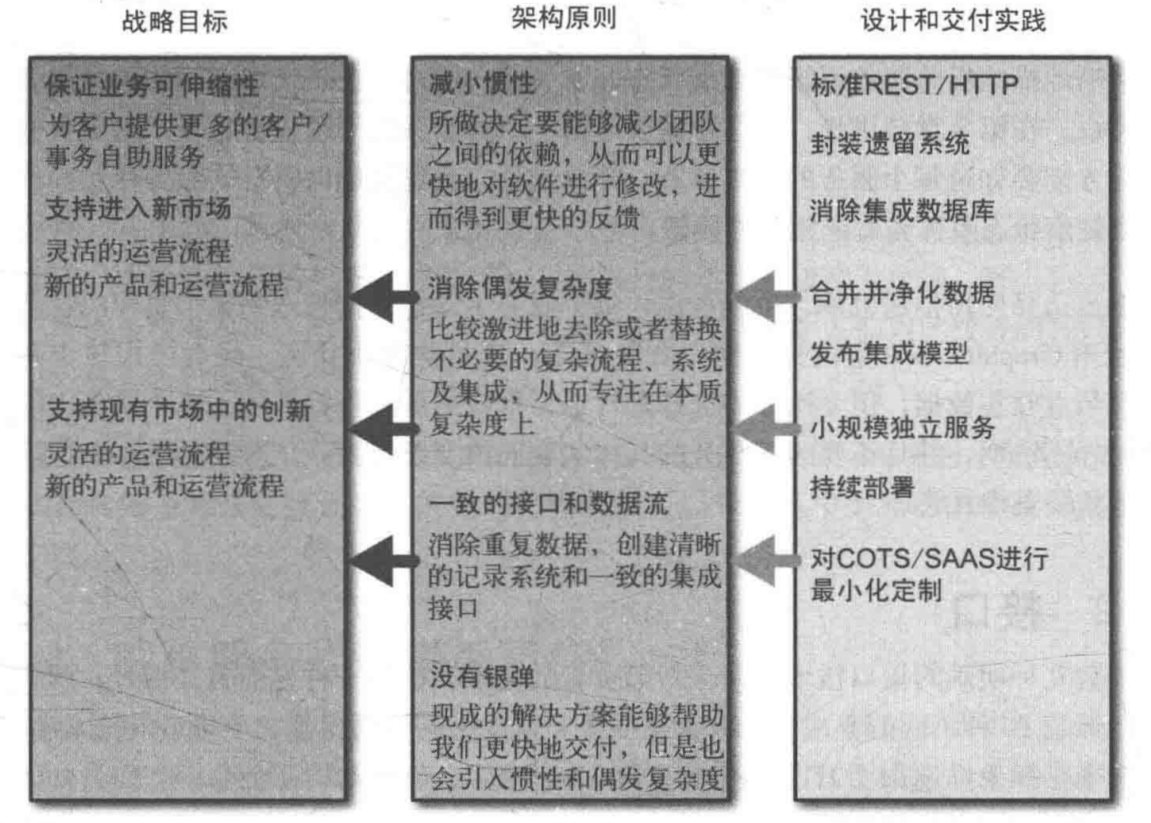 战略目标
保证业务可伸缩性
为客户提供更多的客户/
事务自助服务
支持进入新市场
灵活的运营流程
新的产品和运营流程
支持现有市场中的创新
灵活的运营流程
新的产品和运营流程
架构原则
减小惯性
所做决定要能够减少团队
之间的依赖，从而可以更
快地对软件进行修改，进
而得到更快的反馈
消除偶发复杂度
比较激进地去除或者替换
不必要的复杂流程、系统
及集成，从而专注在本质
复杂度上
一致的接口和数据流
消除重复数据，创建清晰
的记录系统和一致的集成
接口
没有银弹
现成的解决方案能够帮助
我们更快地交付，但是也
会引入惯性和偶发复杂度
设计和交付实践
标准REST/HTTP
封装遗留系统
消除集成数据库
合并并净化数据
发布集成模型
小规模独立服务
持续部署
对COTS/SAAS进行
最小化定制